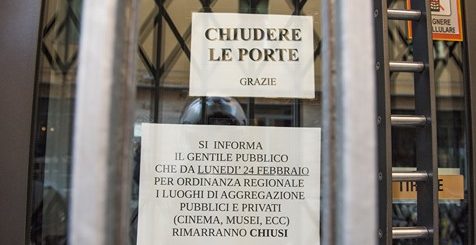 CHIUDERE
LE PORTE
GRAZIE
SI INFORMA
IL GENTILE PUBBLICO
CHE DA LUNEDI' 24 FEBBRAIO
PER ORDINANZA REGIONALE
I LUOGHI DI AGGREGAZIONE
PUBBLICI E PRIVATI
(CINEMA, MUSEI, ECC)
RIMARRANNO CHIUSI